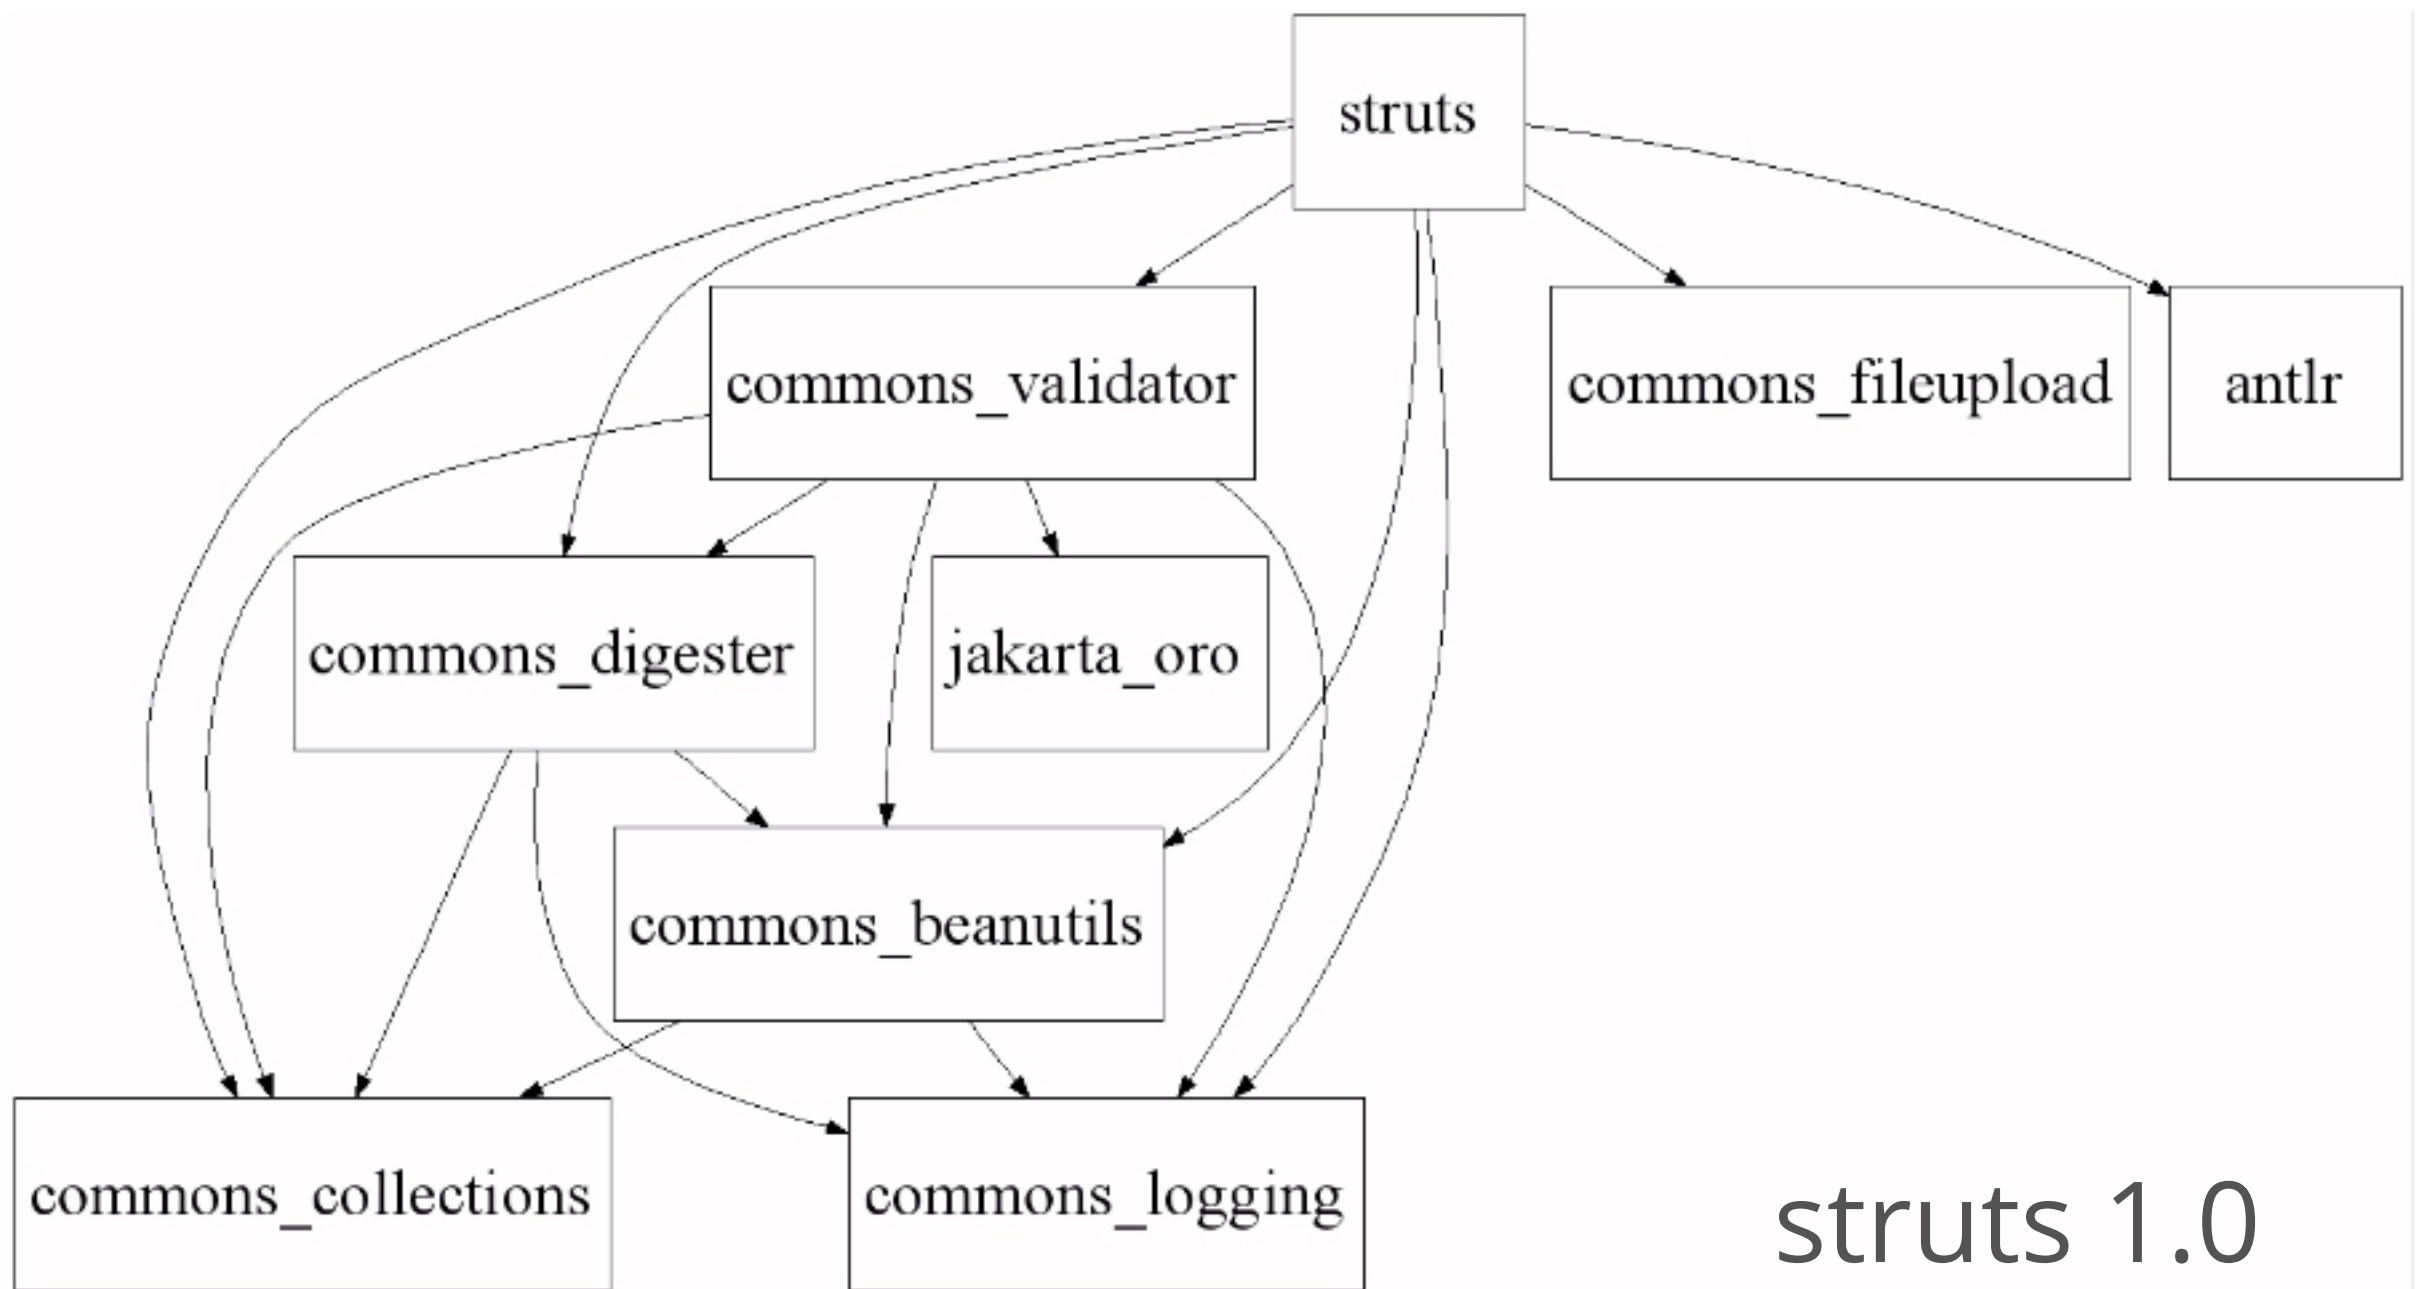 struts
commons_validator
commons_fileupload
antlr
commons_digester
jakarta_oro
commons_beanutils
commons_collections
commons_logging
struts 1.0